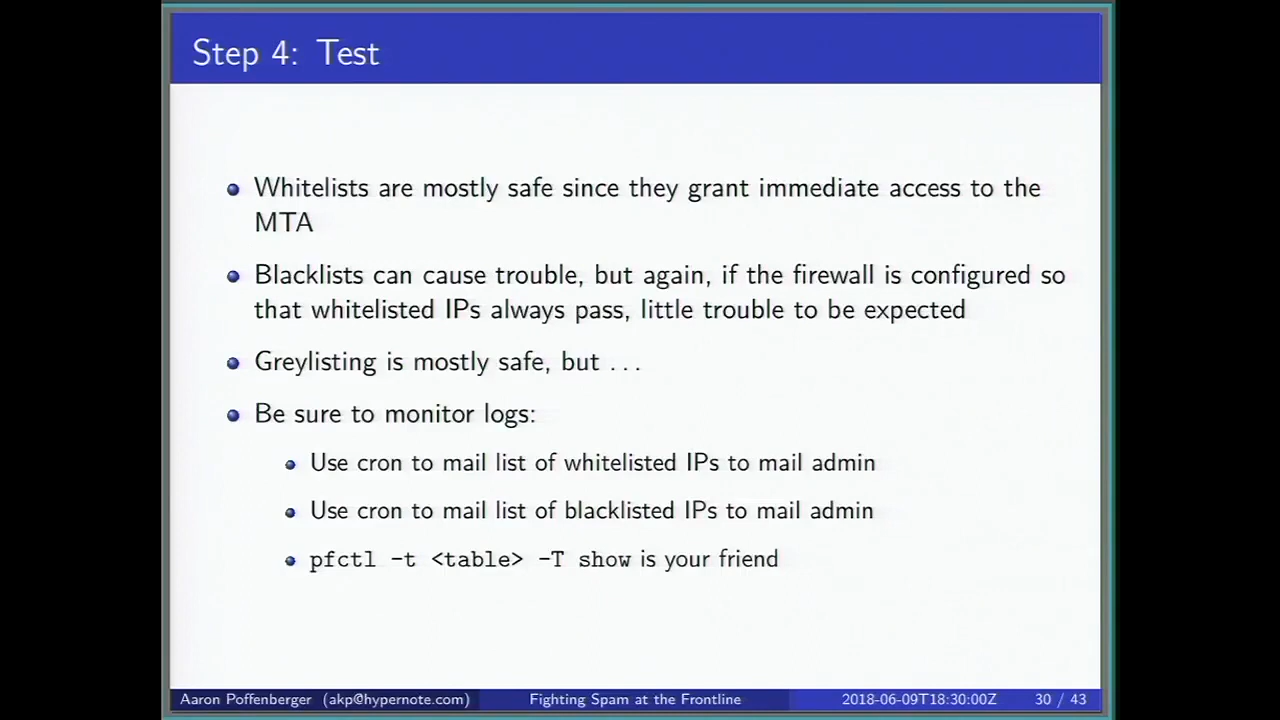 Step 4: Test
Whitelists are mostly safe since they grant immediate access to the
MTA
Blacklists can cause trouble, but again, if the firewall is configured so
that whitelisted IPs always pass, little trouble to be expected
Greylisting is mostly safe, but . . .
Be sure to monitor logs:
Use cron to mail list of whitelisted IPs to mail admin
Use cron to mail list of blacklisted IPs to mail admin
pfctl -t <table> -T show is your friend
Aaron Poffenberger (akp@hypernote.com) Fighting Spam at the Frontline 2018-06-09T18:30:00Z 30 / 43